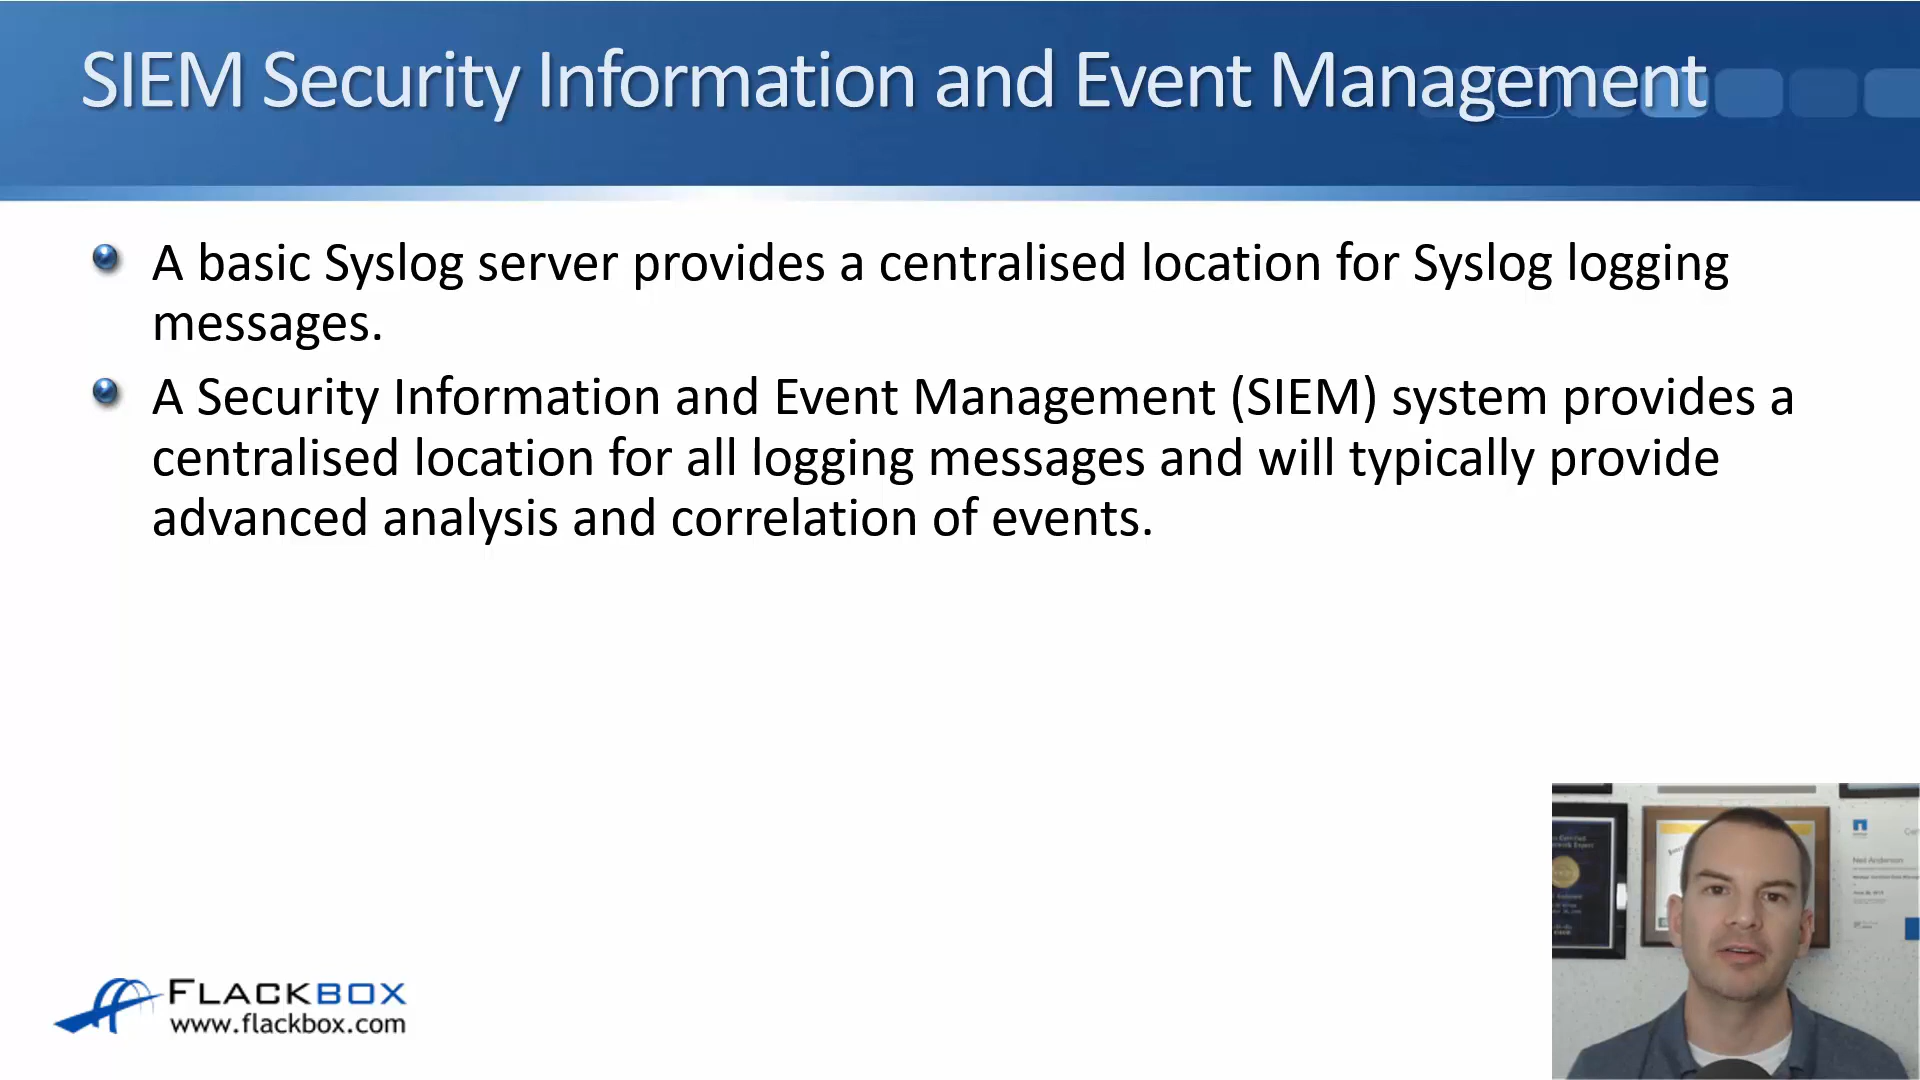 SIEM Security Information and Event Management
A basic Syslog server provides a centralised location for Syslog logging
messages.
A Security Information and Event Management (SIEM) system provides a
centralised location for all logging messages and will typically provide
advanced analysis and correlation of events.
FLACKBOX
www.flackbox.com
Neil Anderson